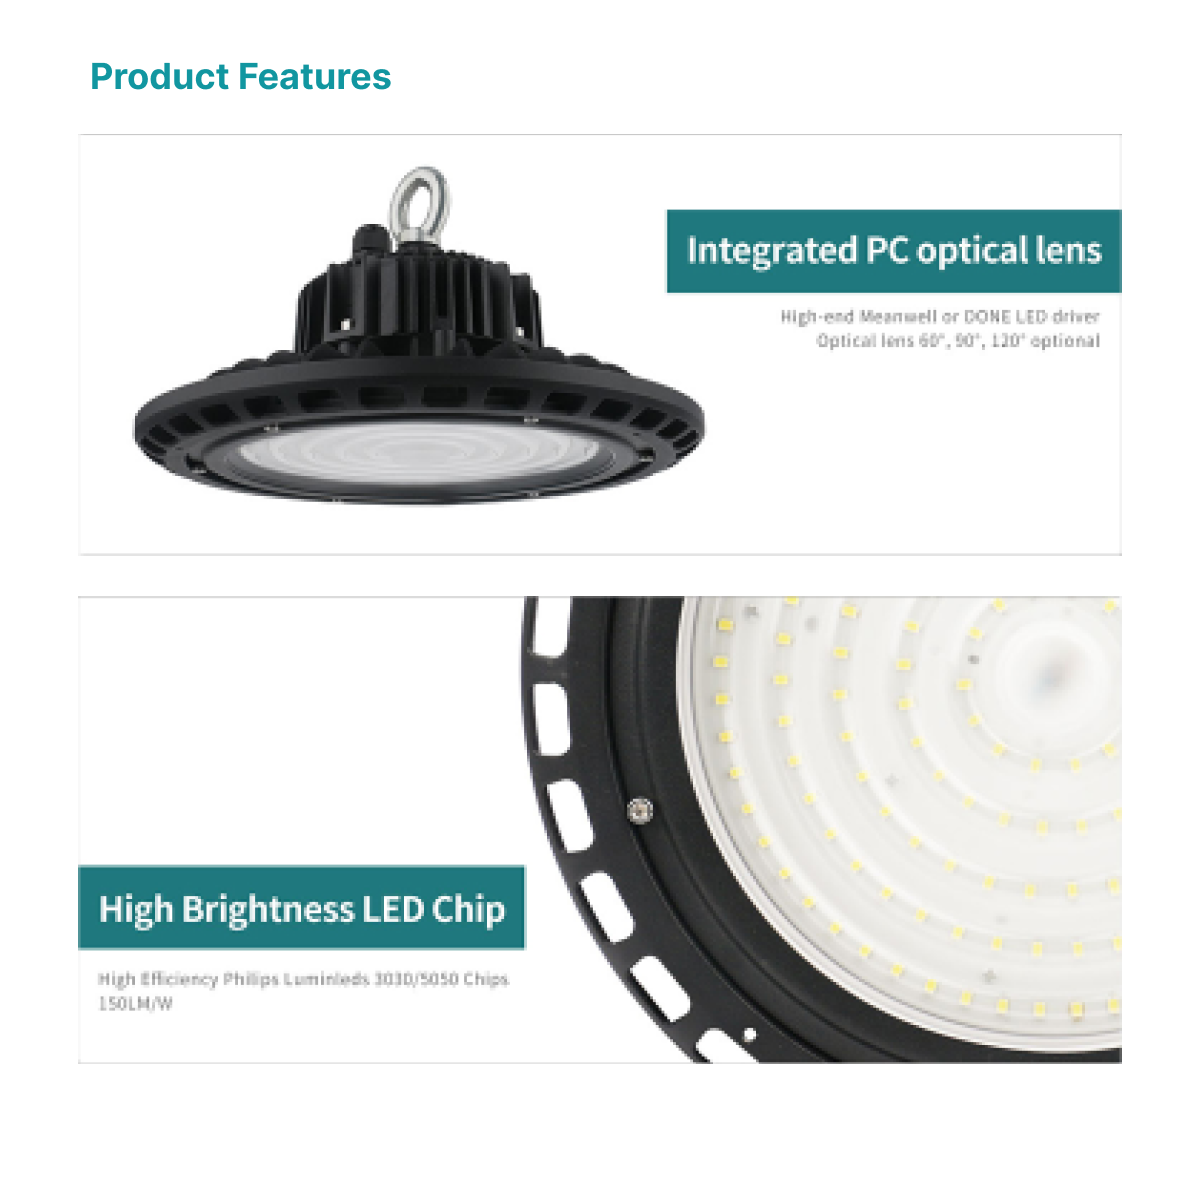 Product Features
Integrated PC optical lens
High-end Meanwell or DONE LED driver
Optical lens 60°, 90°, 120° optional
High Brightness LED Chip
High Efficiency Philips Luminleds 3030/5050 Chips
150LM/W